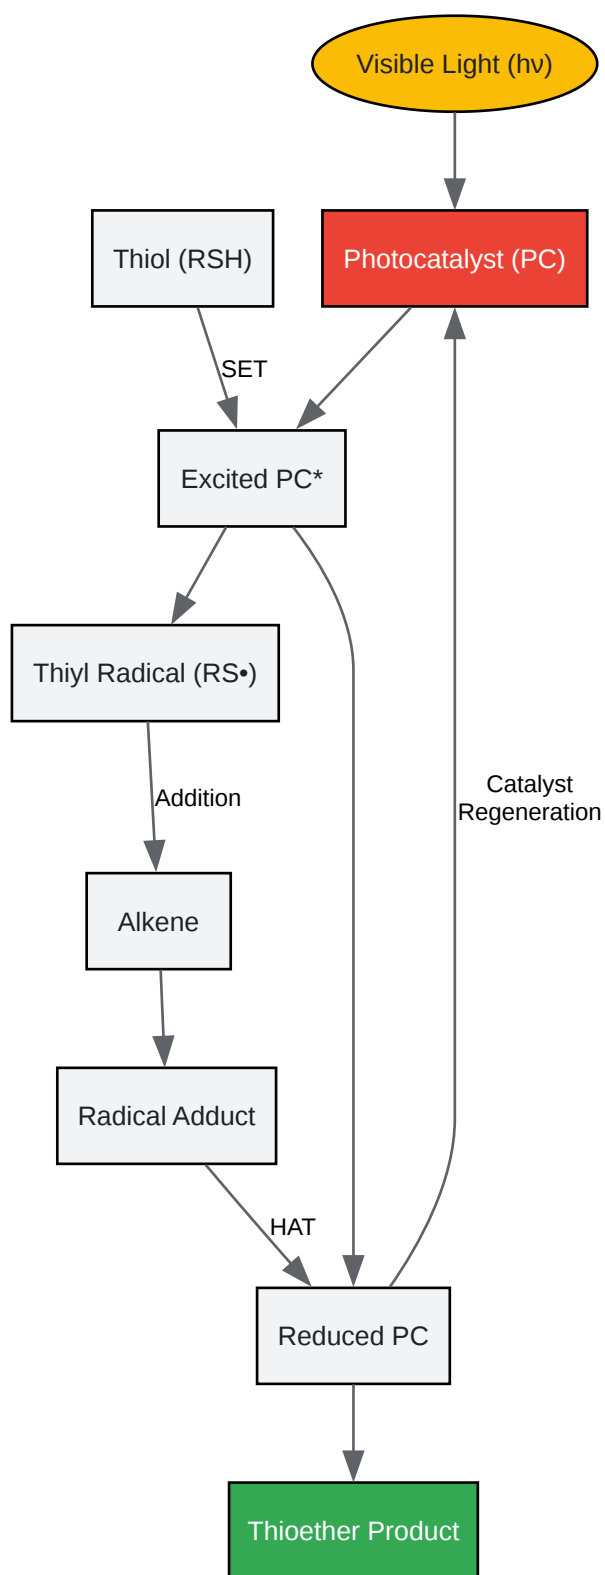 Visible Light (hν)
Thiol (RSH)
Photocatalyst (PC)
SET
Excited PC*
Thiyl Radical (RS•)
Addition
Catalyst
Regeneration
Alkene
Radical Adduct
HAT
Reduced PC
Thioether Product